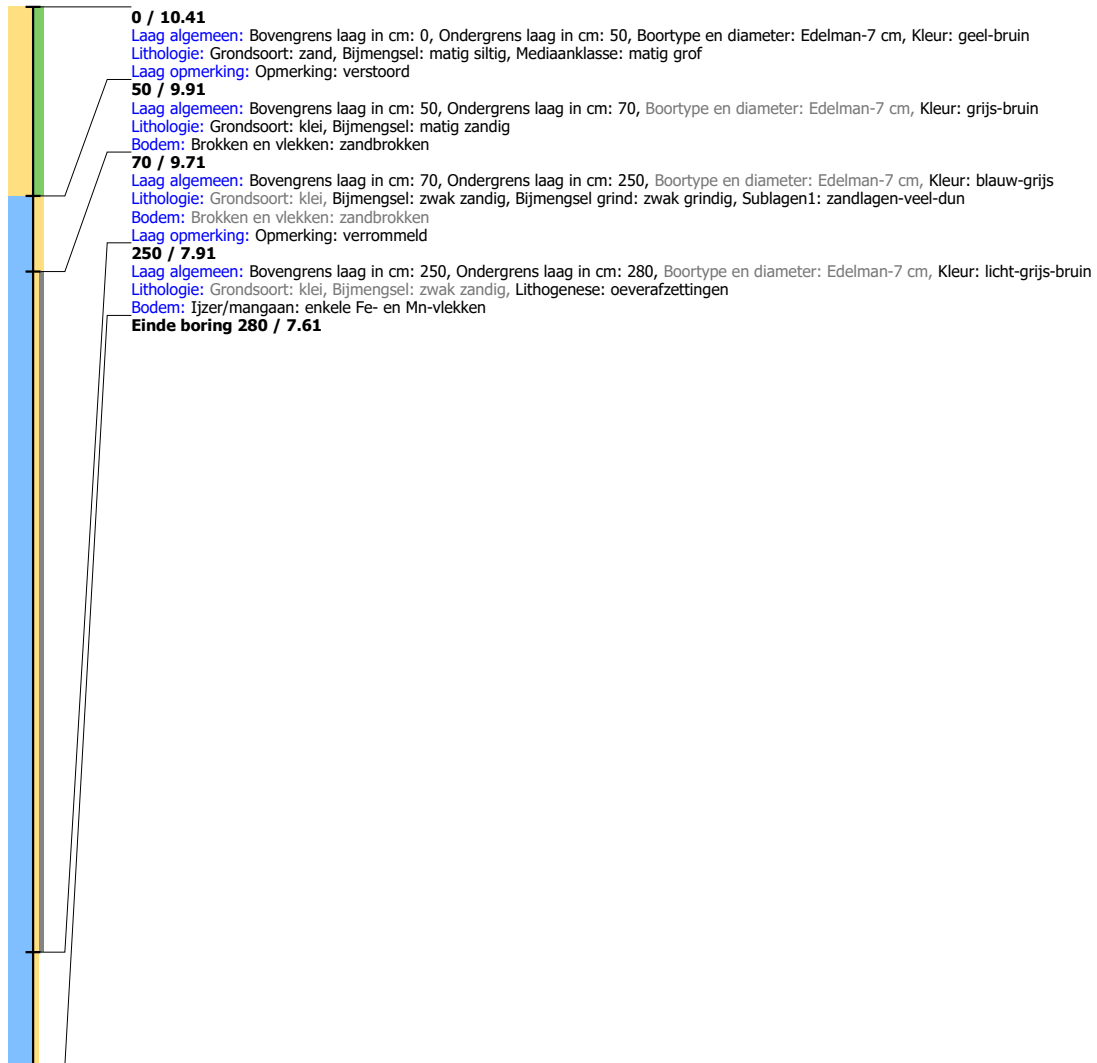 0 / 10.41
Laag algemeen: Bovengrens laag in cm: 0, Ondergrens laag in cm: 50, Boortype en diameter: Edelman-7 cm, Kleur: geel-bruin
Lithologie: Grondsoort: zand, Bijmengsel: matig siltig, Mediaanklasse: matig grof
Laag opmerking: Opmerking: verstoord
50 / 9.91
Laag algemeen: Bovengrens laag in cm: 50, Ondergrens laag in cm: 70, Boortype en diameter: Edelman-7 cm, Kleur: grijs-bruin
Lithologie: Grondsoort: klei, Bijmengsel: matig zandig
Bodem: Brokken en vlekken: zandbrokken
70 / 9.71
Laag algemeen: Bovengrens laag in cm: 70, Ondergrens laag in cm: 250, Boortype en diameter: Edelman-7 cm, Kleur: blauw-grijs
Lithologie: Grondsoort: klei, Bijmengsel: zwak zandig, Bijmengsel grind: zwak grindig, Sublagen1: zandlagen-veel-dun
Bodem: Brokken en vlekken: zandbrokken
Laag opmerking: Opmerking: verrommeld
250 / 7.91
Laag algemeen: Bovengrens laag in cm: 250, Ondergrens laag in cm: 280, Boortype en diameter: Edelman-7 cm, Kleur: licht-grijs-bruin
Lithologie: Grondsoort: klei, Bijmengsel: zwak zandig, Lithogenese: oeverafzettingen
Bodem: Ijzer/mangaan: enkele Fe- en Mn-vlekken
Einde boring 280 / 7.61